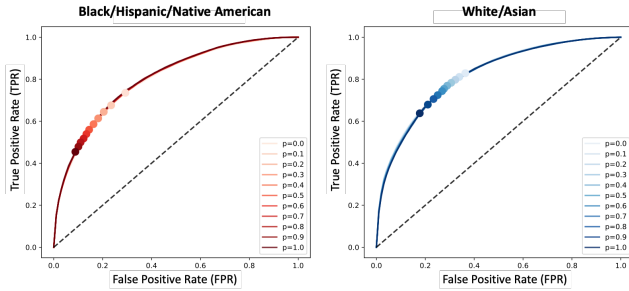 Black/Hispanic/Native American
True Positive Rate (TPR)
1.0
0.8
0.6
0.4
0.2
0.0
p=0.0
p=0.1
p=0.2
p=0.3
p=0.4
p=0.5
p=0.6
p=0.7
p=0.8
p=0.9
p=1.0
0.0 0.2 0.4 0.6 0.8 1.0
False Positive Rate (FPR)
White/Asian
True Positive Rate (TPR)
1.0
0.8
0.6
0.4
0.2
0.0
p=0.0
p=0.1
p=0.2
p=0.3
p=0.4
p=0.5
p=0.6
p=0.7
p=0.8
p=0.9
p=1.0
0.0 0.2 0.4 0.6 0.8 1.0
False Positive Rate (FPR)